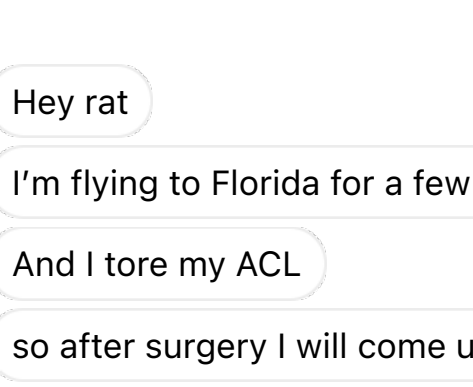 Hey rat
I’m flying to Florida for a few
And I tore my ACL
so after surgery I will come